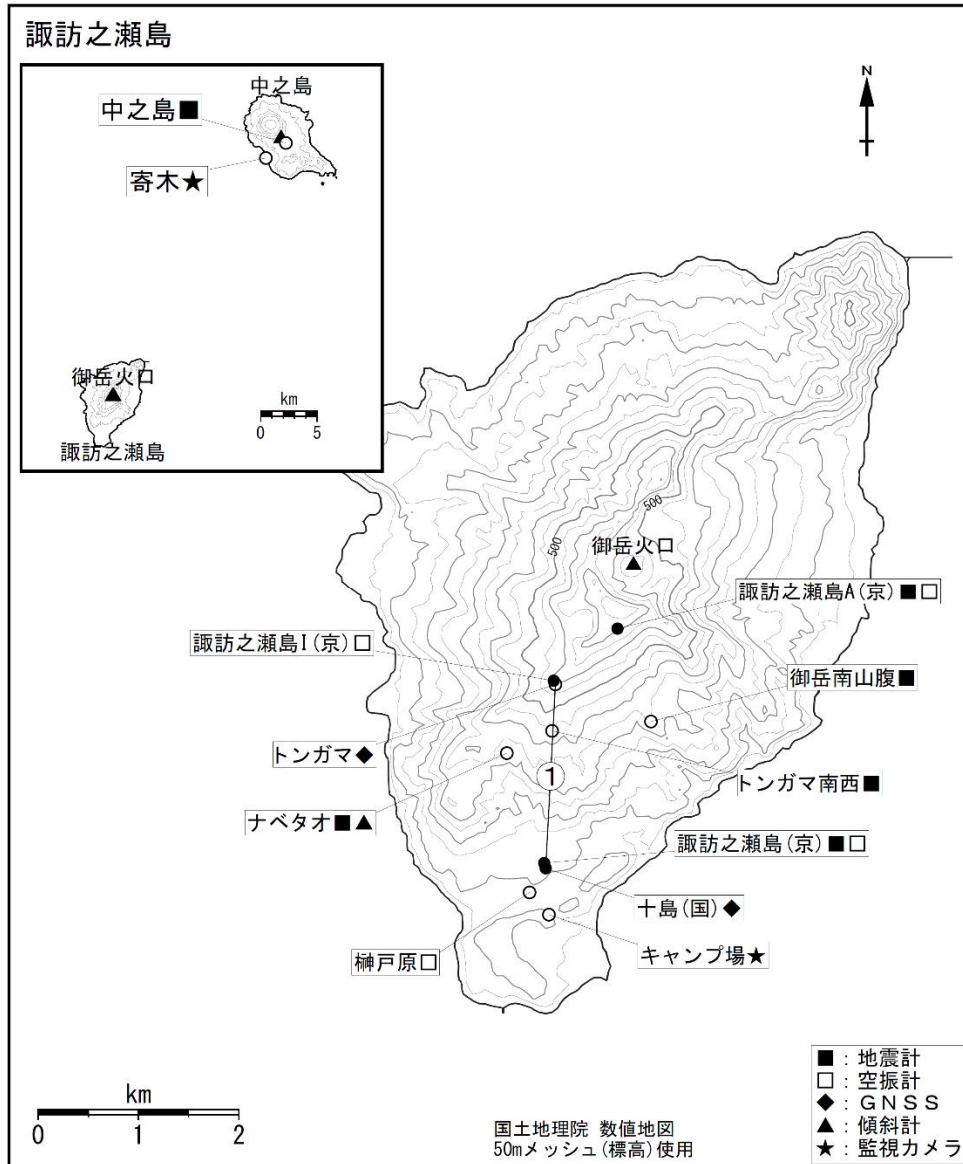 諏訪之瀬島
中之島
中之島■
寄木★
御岳火口
諏訪之瀬島
km
0 5
N
500
500
御岳火口
諏訪之瀬島A(京)■□
諏訪之瀬島I(京)□
御岳南山腹■
トンガマ◆
①
トンガマ南西■
ナベタオ■▲
諏訪之瀬島(京)■□
十島(国)◆
榊戸原□
キャンプ場★
km
0 1 2
国土地理院 数値地図
50mメッシュ(標高)使用
■:地震計
□:空振計
◆:GNSS
▲:傾斜計
★:監視カメラ